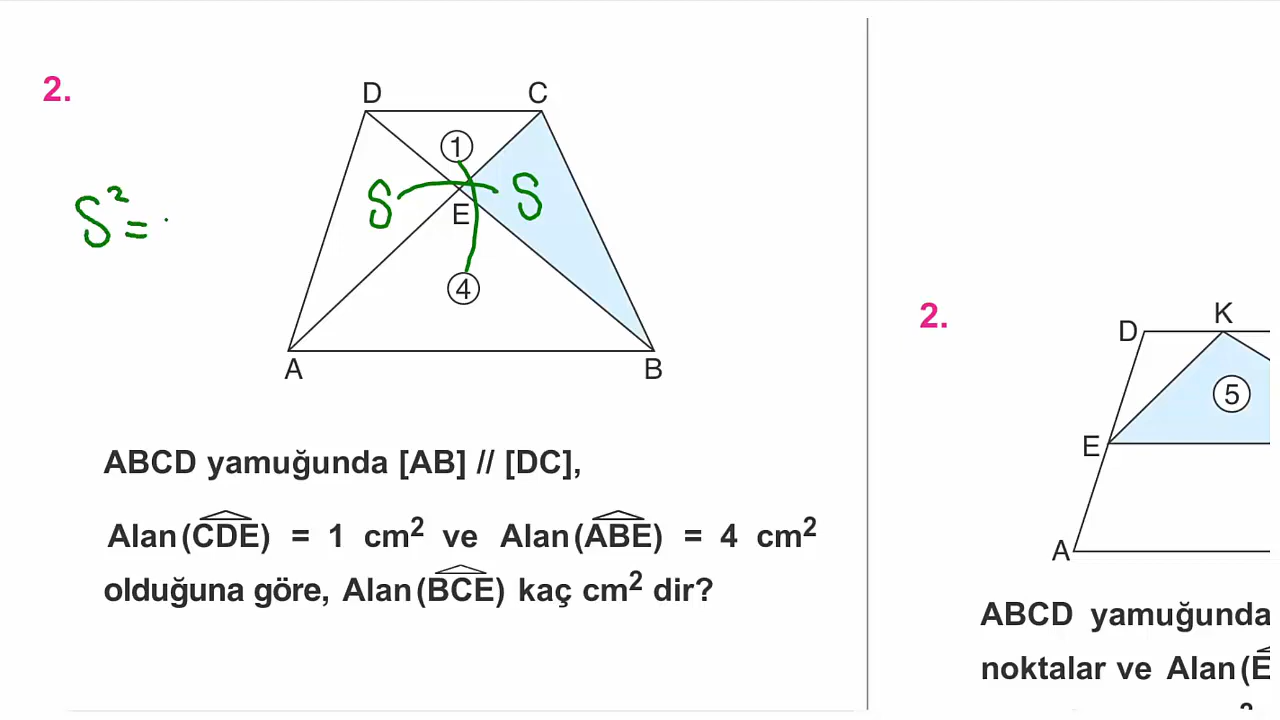 2.
D C
1
S S
S² =
E
4
A B
ABCD yamuğunda [AB] // [DC],
Alan(CDE) = 1 cm² ve Alan(ABE) = 4 cm²
olduğuna göre, Alan(BCE) kaç cm² dir?
2.
D K
5
E
A
ABCD yamuğunda
noktalar ve Alan(E